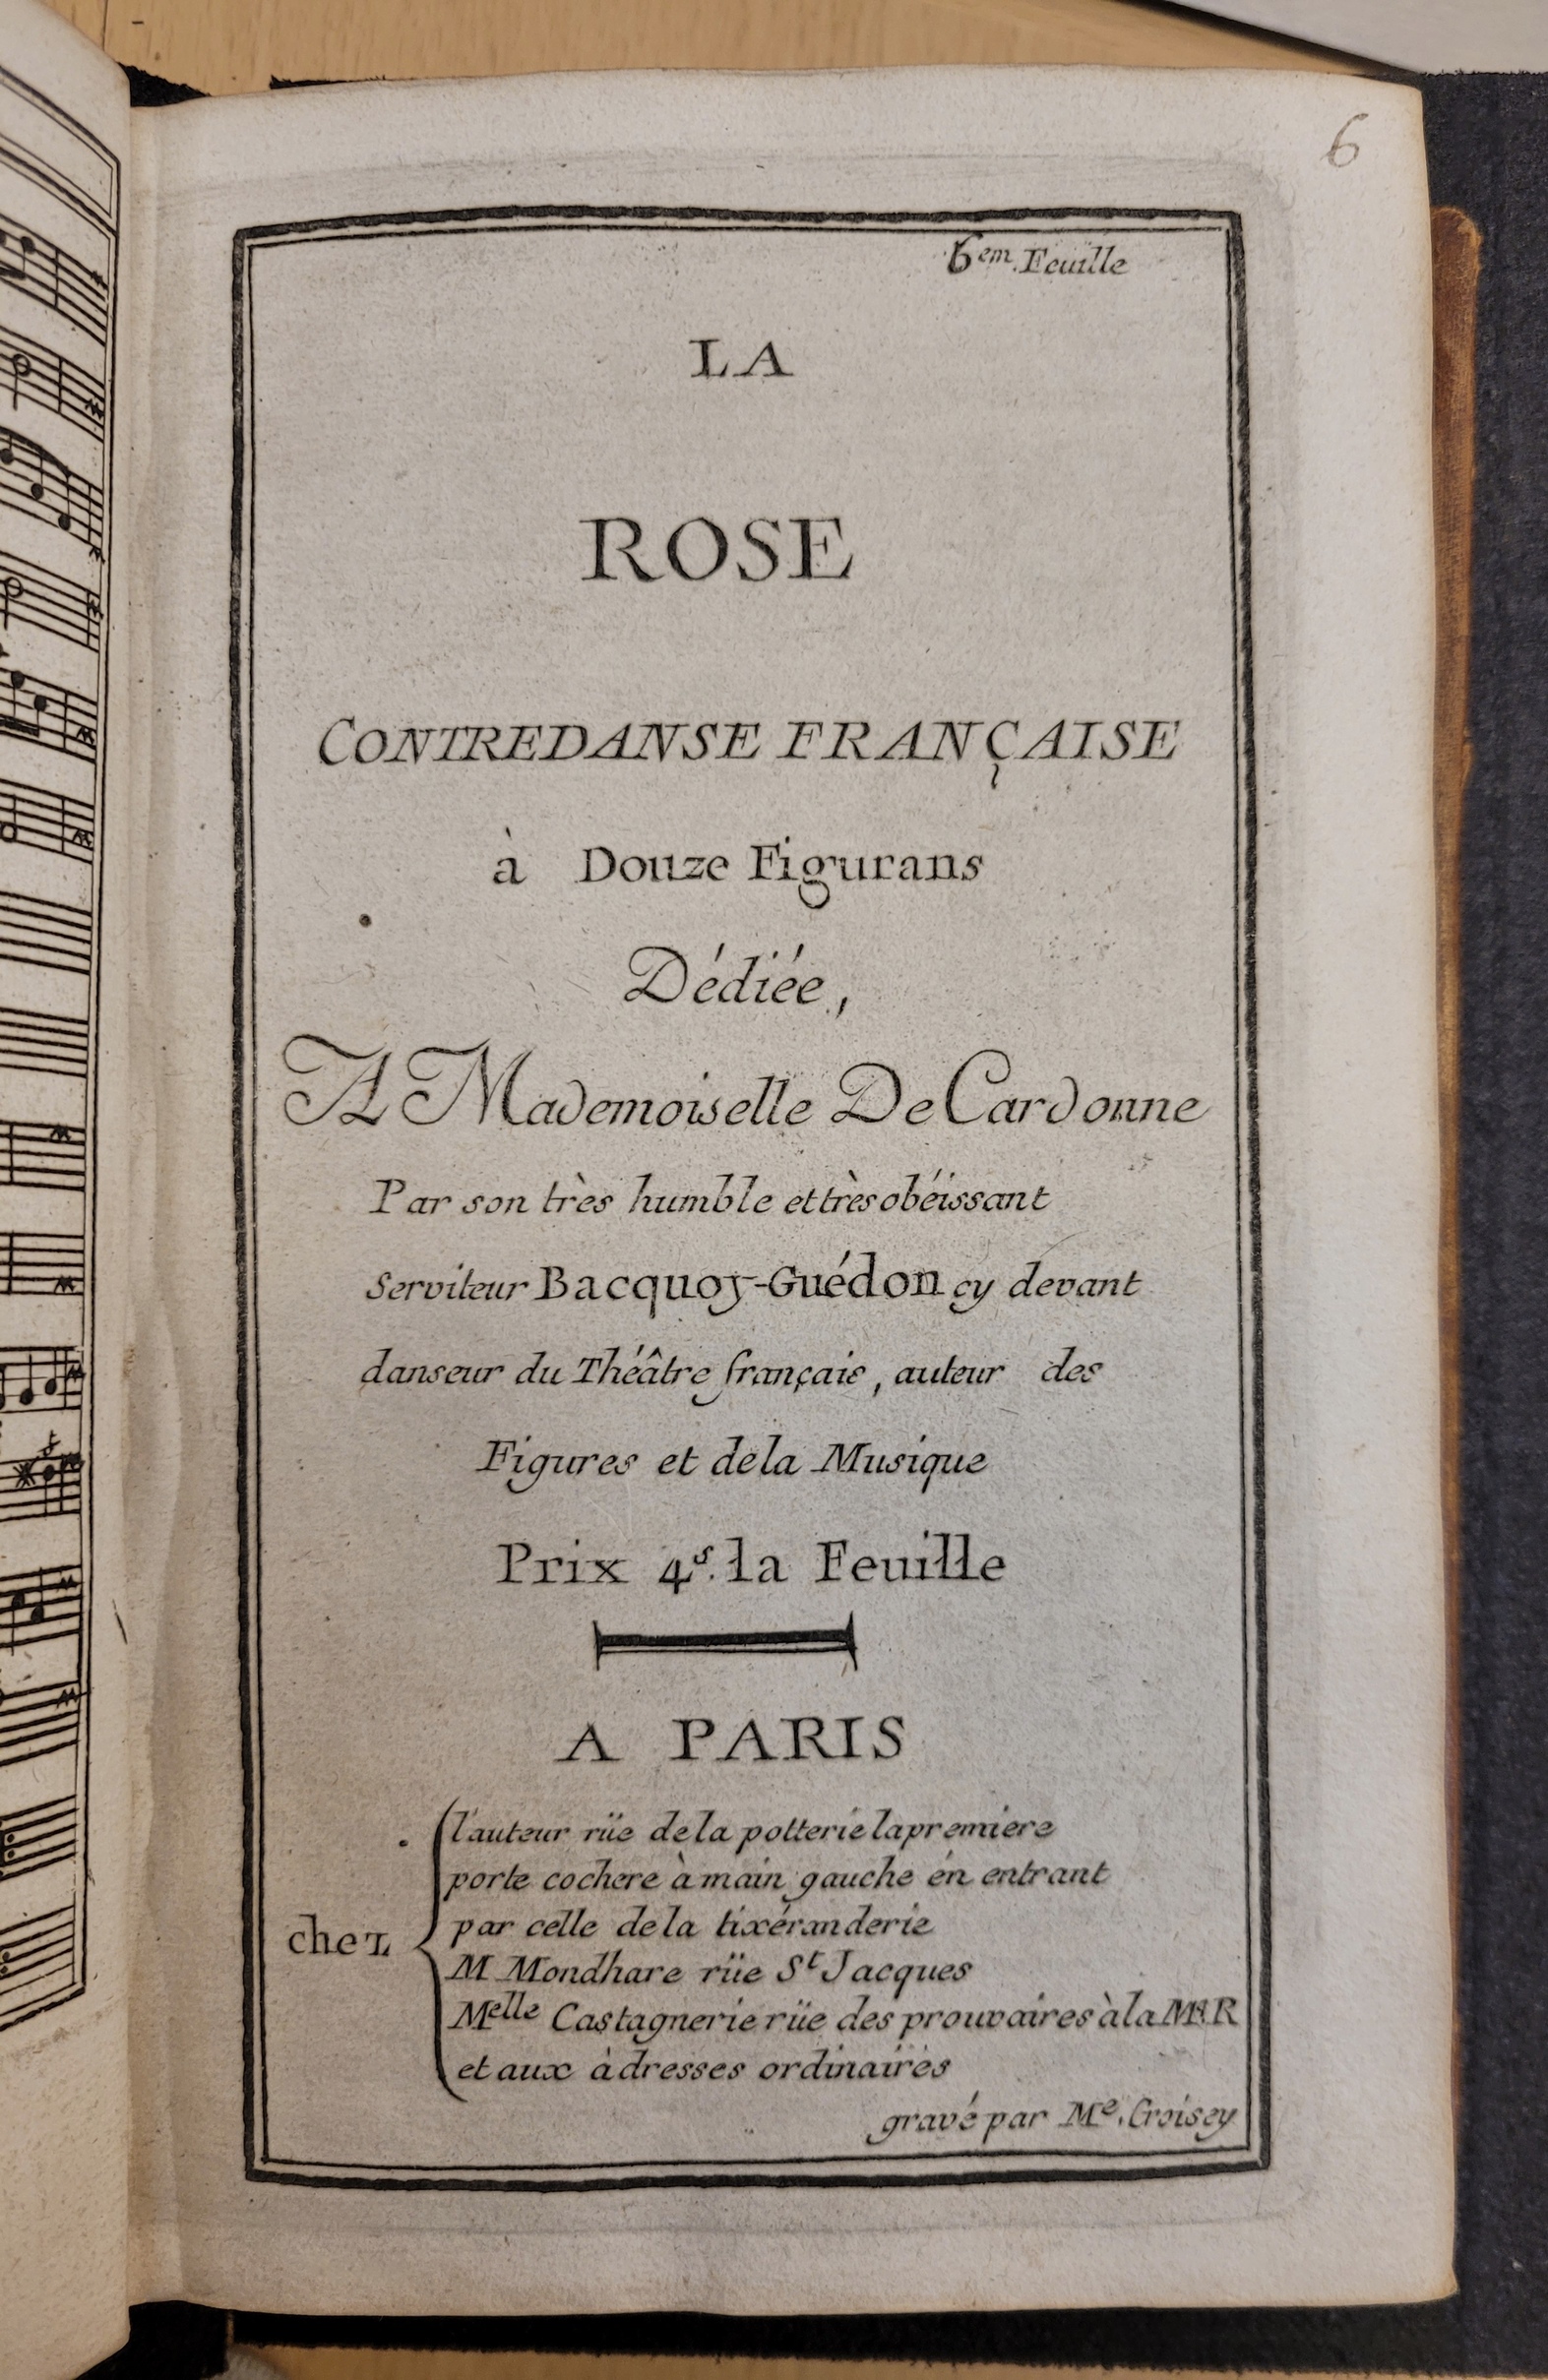 6
6em. Feuille
LA
ROSE
CONTREDANSE FRANÇAISE
à Douze Figurans
Dédiée,
A Mademoiselle De Cardonne
Par son très humble et très obéissant
Serviteur Bacquoy-Guédon cy devant
danseur du Théâtre français, auteur des
Figures et de la Musique
Prix 4s. la Feuille
A PARIS
chez
l'auteur rüe de la potterie la premiere
porte cochere à main gauche en entrant
par celle de la tixéranderie
M Mondhare rüe St Jacques
Melle Castagnerie rüe des prouvaires à la
et aux àdresses ordinaires
gravé par Me. Croisey